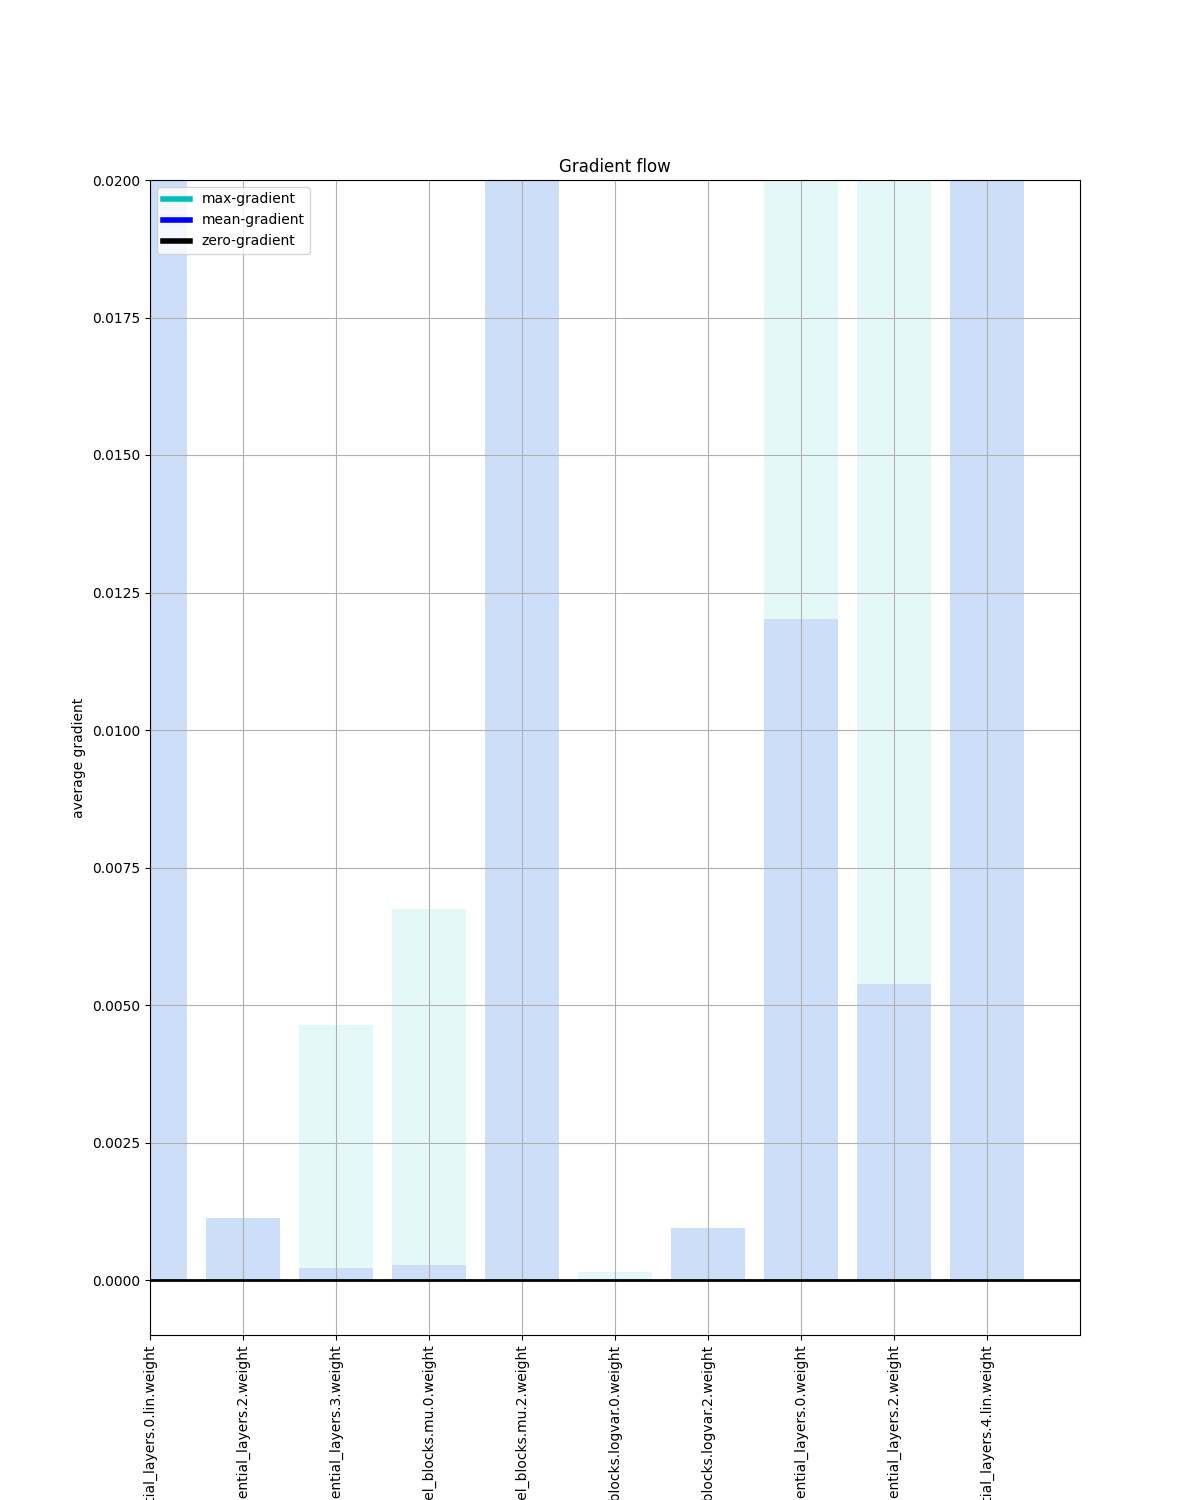 Gradient flow
max-gradient
mean-gradient
zero-gradient
0.0200
0.0175
0.0150
0.0125
0.0100
0.0075
0.0050
0.0025
0.0000
average gradient
tial_layers.0.lin.weight
ential_layers.2.weight
ential_layers.3.weight
el_blocks.mu.0.weight
el_blocks.mu.2.weight
blocks.logvar.0.weight
blocks.logvar.2.weight
ential_layers.0.weight
ential_layers.2.weight
tial_layers.4.lin.weight